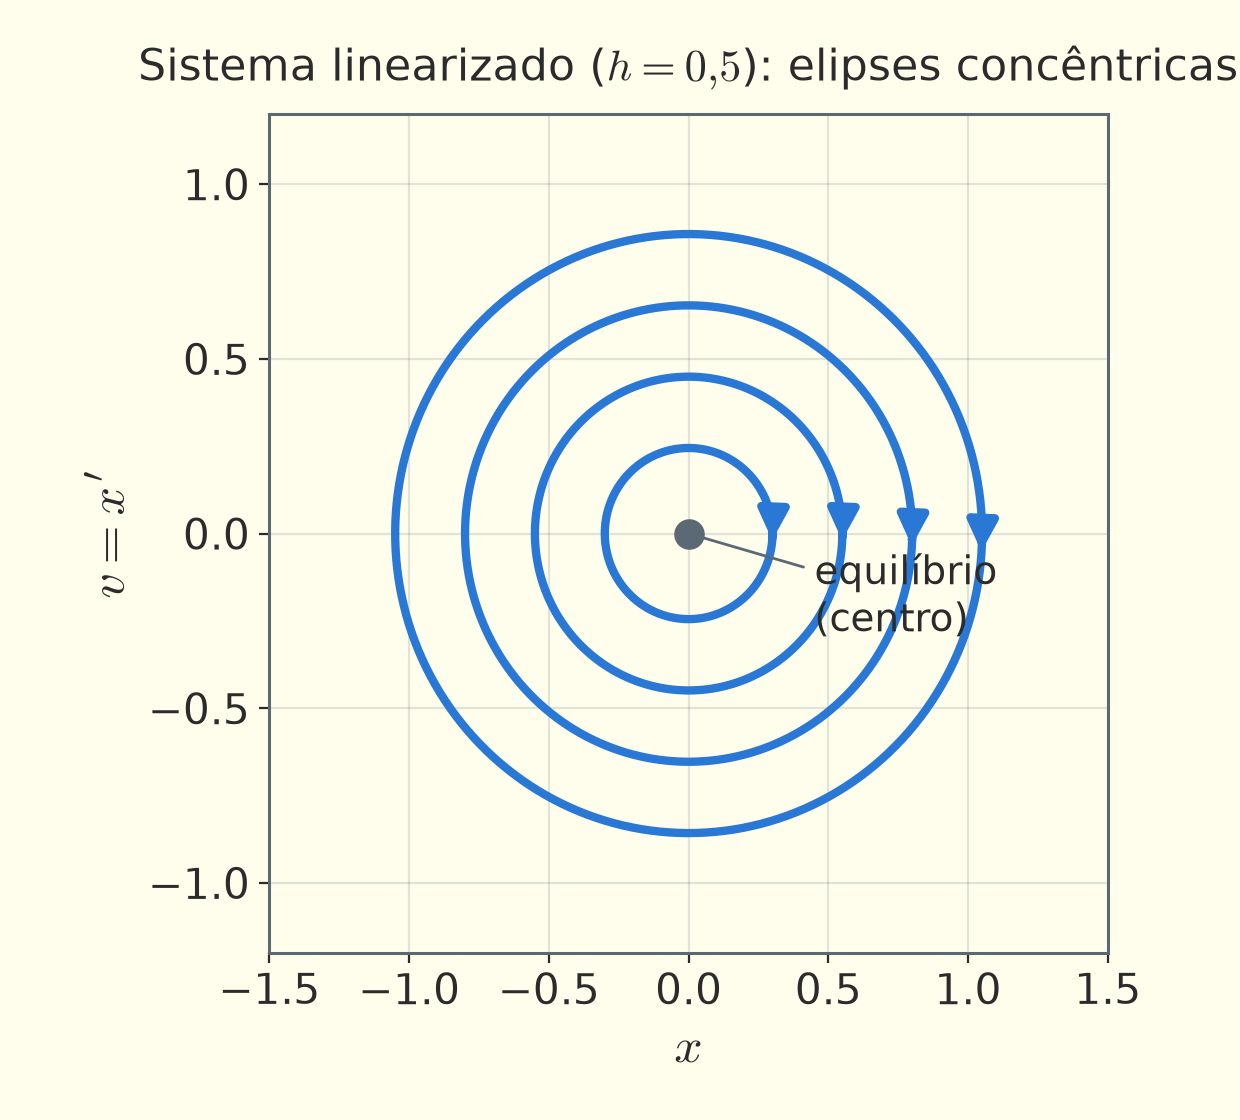 Sistema linearizado (h = 0,5): elipses concêntricas
1.0
0.5
0.0
−0.5
−1.0
v = x′
equilíbrio
(centro)
−1.5 −1.0 −0.5 0.0 0.5 1.0 1.5
x